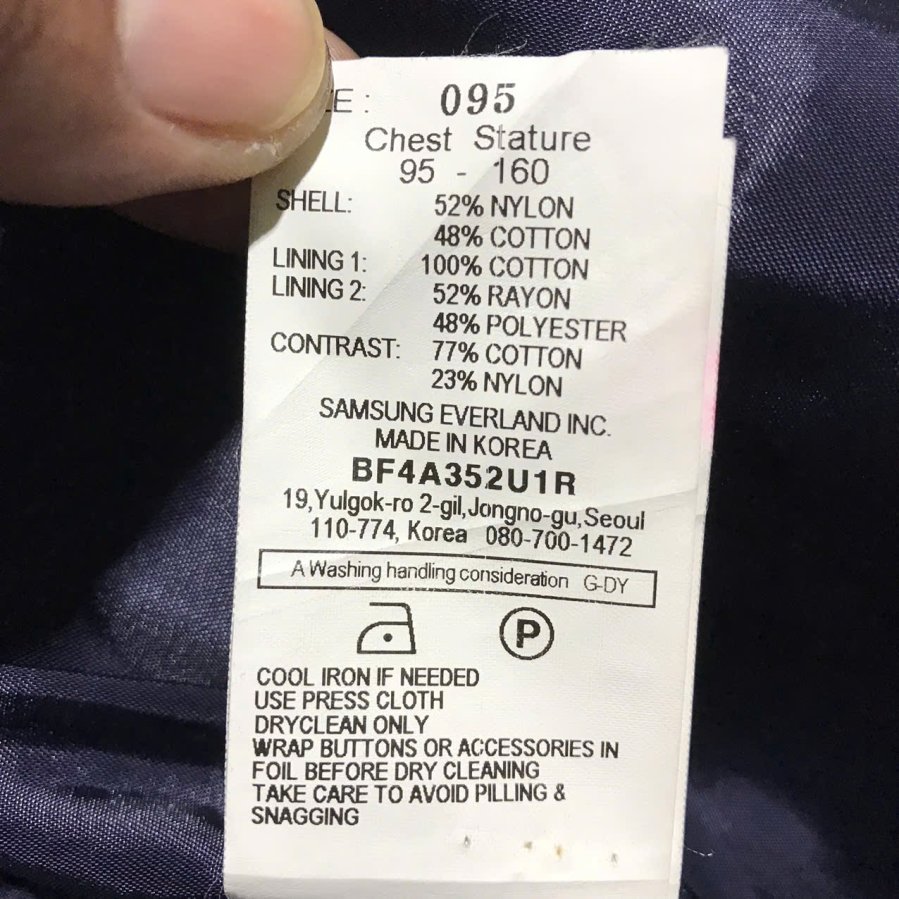 E : 095
Chest Stature
95 - 160
SHELL: 52% NYLON
48% COTTON
LINING 1: 100% COTTON
LINING 2: 52% RAYON
48% POLYESTER
CONTRAST: 77% COTTON
23% NYLON
SAMSUNG EVERLAND INC.
MADE IN KOREA
BF4A352U1R
19,Yulgok-ro 2-gil,Jongno-gu,Seoul
110-774, Korea 080-700-1472
A Washing handling consideration G-DY
P
COOL IRON IF NEEDED
USE PRESS CLOTH
DRYCLEAN ONLY
WRAP BUTTONS OR ACCESSORIES IN
FOIL BEFORE DRY CLEANING
TAKE CARE TO AVOID PILLING &
SNAGGING